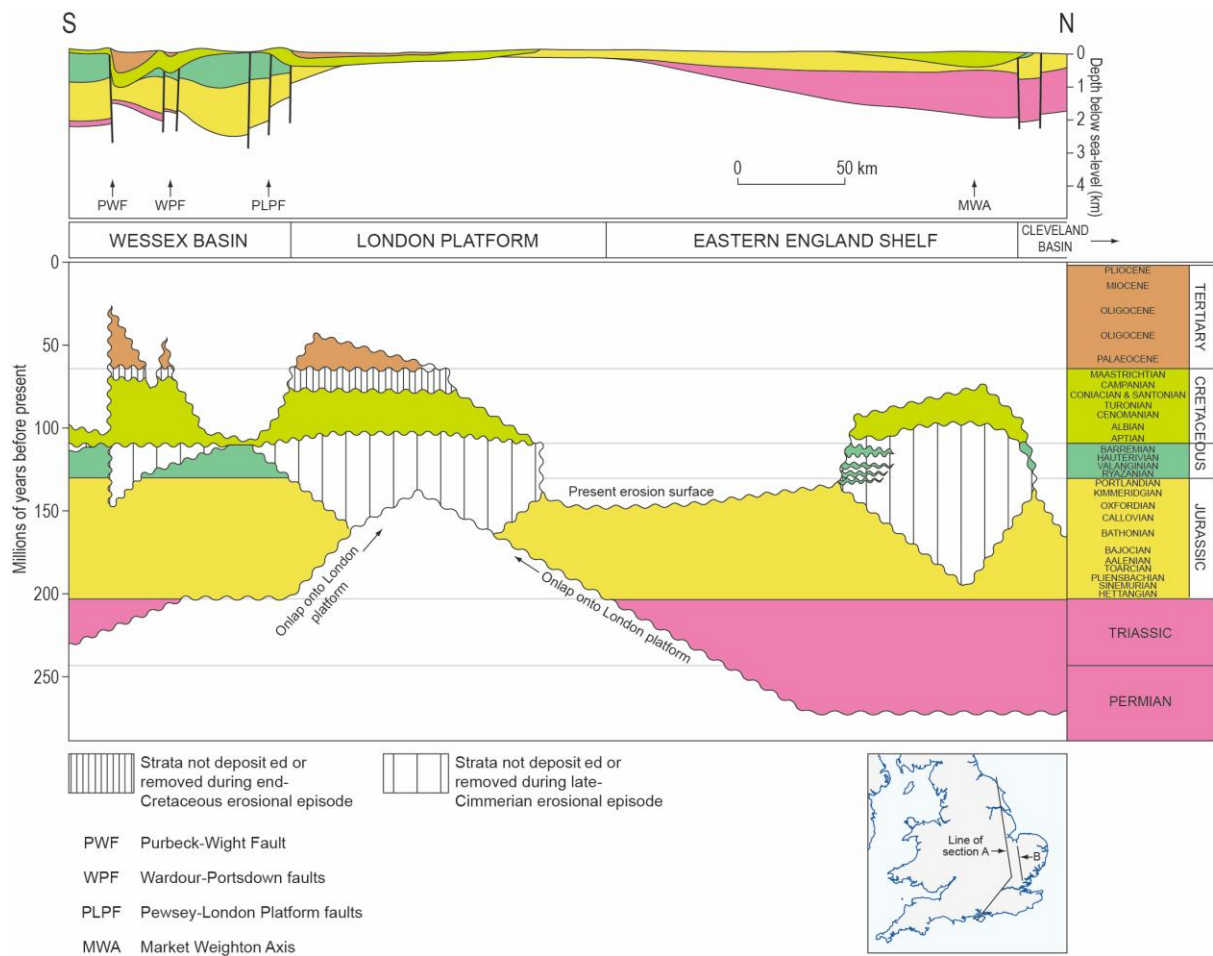 S
N
0
1
2
3
4
Depth below sea-level (km)
0
50 km
PWF
WPF
PLPF
MWA
WESSEX BASIN
LONDON PLATFORM
EASTERN ENGLAND SHELF
CLEVELAND
BASIN
0
50
100
150
200
250
Millions of years before present
Present erosion surface
Onlap onto London
platform
Onlap onto London platform
PLIOCENE
MIOCENE
OLIGOCENE
OLIGOCENE
PALAEOCENE
TERTIARY
MAASTRICHTIAN
CAMPANIAN
CONIACIAN & SANTONIAN
TURONIAN
CENOMANIAN
ALBIAN
APTIAN
BARREMIAN
HAUTERIVIAN
VALANGINIAN
RYAZANIAN
CRETACEOUS
PORTLANDIAN
KIMMERIDGIAN
OXFORDIAN
CALLOVIAN
BATHONIAN
BAJOCIAN
AALENIAN
TOARCIAN
PLIENSBACHIAN
SINEMURIAN
HETTANGIAN
JURASSIC
TRIASSIC
PERMIAN
Strata not deposited or
removed during end-
Cretaceous erosional episode
Strata not deposited or
removed during late-
Cimmerian erosional episode
PWF Purbeck-Wight Fault
WPF Wardour-Portsdown faults
PLPF Pewsey-London Platform faults
MWA Market Weighton Axis
Line of
section A
B